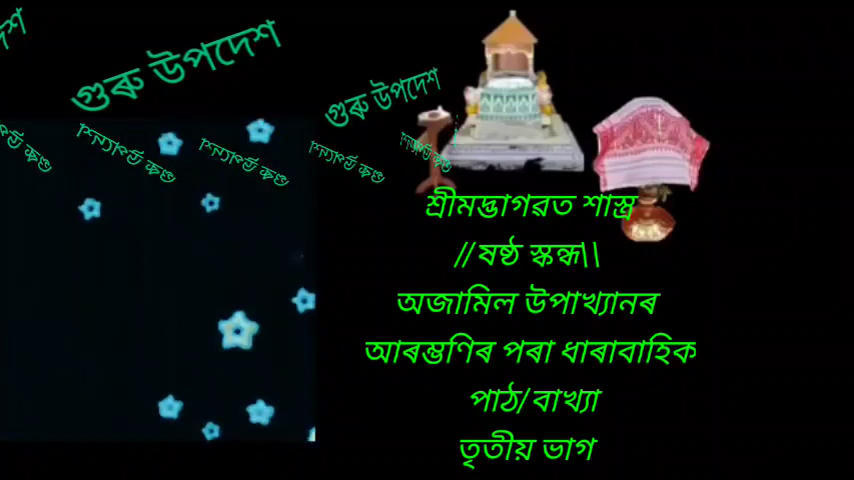 গুৰু উপদেশ
গুৰু উপদেশ
শ্ৰীমদ্ভাগৱত শাস্ত্ৰ
//ষষ্ঠ স্কন্ধ\\
অজামিল উপাখ্যানৰ
আৰম্ভণিৰ পৰা ধাৰাবাহিক
পাঠ/বাখ্যা
তৃতীয় ভাগ